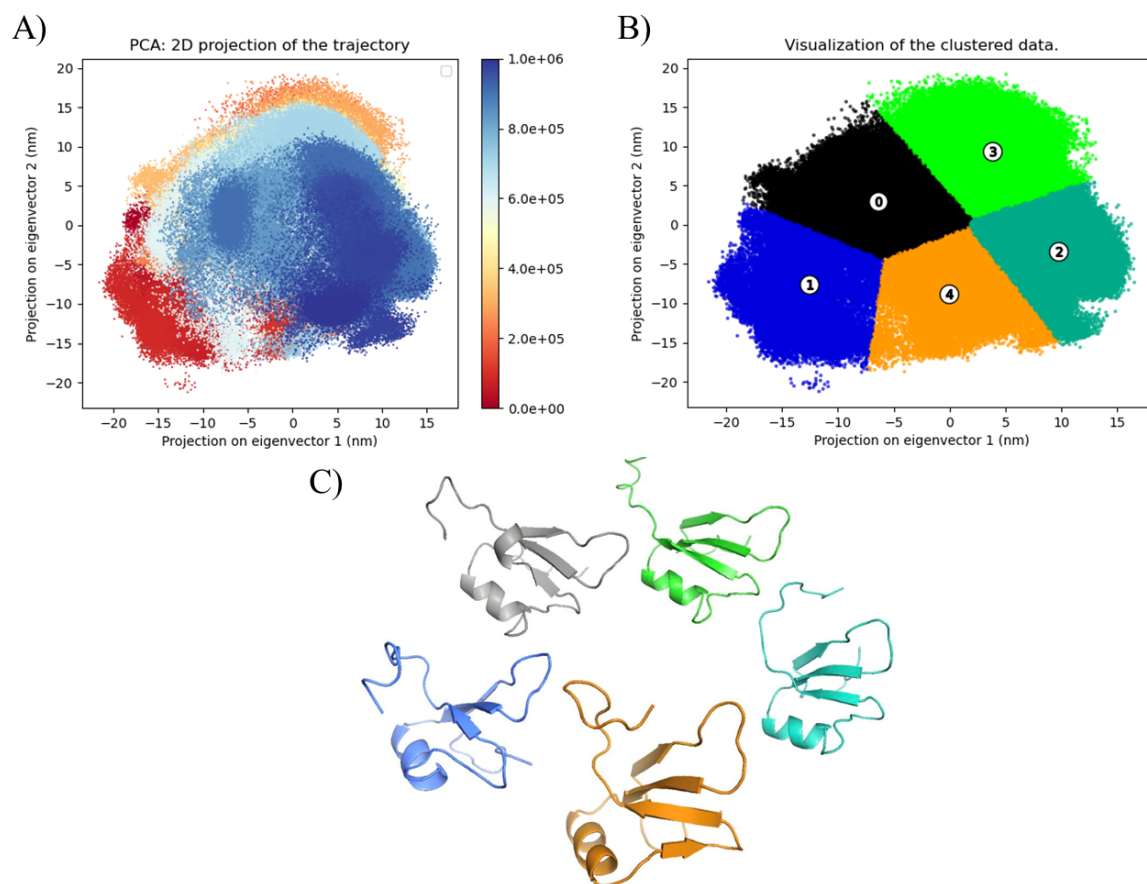 A)
PCA: 2D projection of the trajectory
Projection on eigenvector 2 (nm)
20
15
10
5
0
−5
−10
−15
−20
−20 −15 −10 −5 0 5 10 15
Projection on eigenvector 1 (nm)
1.0e+06
8.0e+05
6.0e+05
4.0e+05
2.0e+05
0.0e+00
B)
Visualization of the clustered data.
Projection on eigenvector 2 (nm)
20
15
10
5
0
−5
−10
−15
−20
3
0
2
1
4
−20 −15 −10 −5 0 5 10 15
Projection on eigenvector 1 (nm)
C)